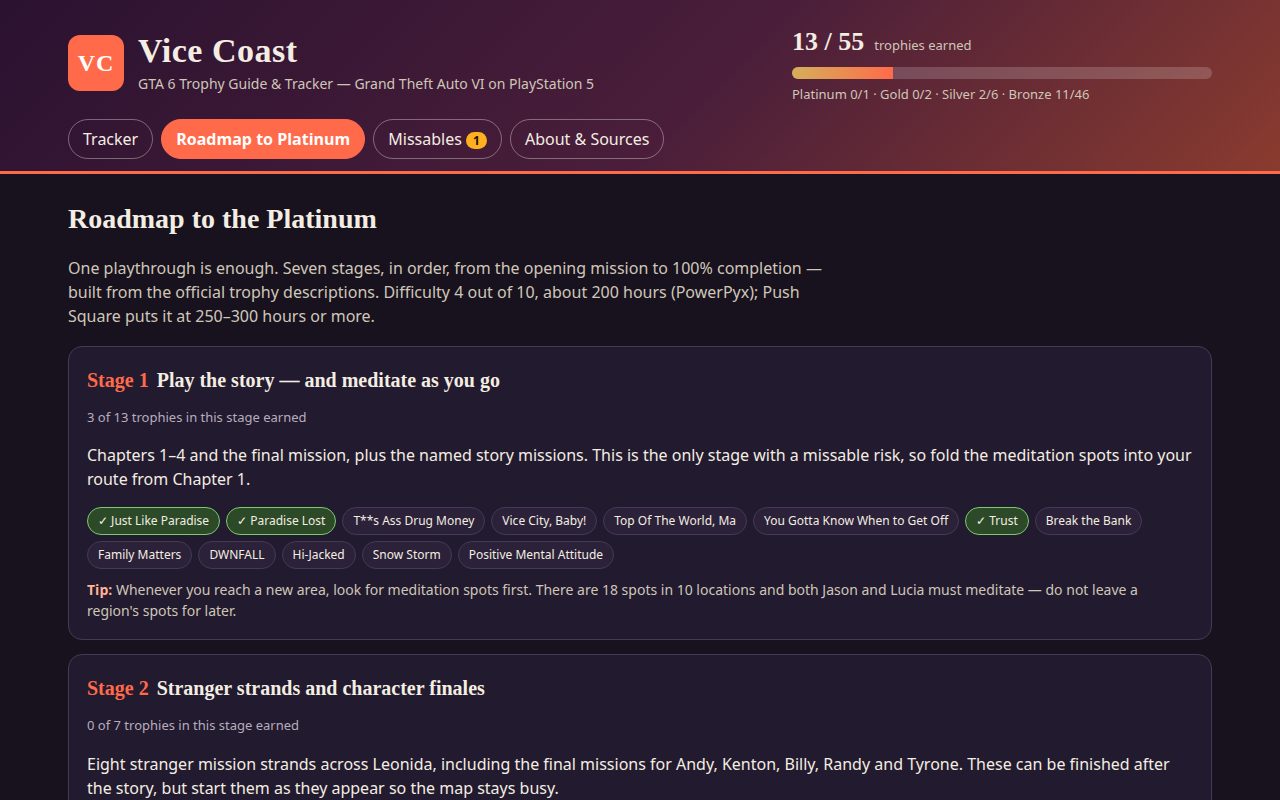 VC
Vice Coast
GTA 6 Trophy Guide & Tracker — Grand Theft Auto VI on PlayStation 5
13 / 55 trophies earned
Platinum 0/1 · Gold 0/2 · Silver 2/6 · Bronze 11/46
Tracker
Roadmap to Platinum
Missables 1
About & Sources
Roadmap to the Platinum
One playthrough is enough. Seven stages, in order, from the opening mission to 100% completion —
built from the official trophy descriptions. Difficulty 4 out of 10, about 200 hours (PowerPyx); Push
Square puts it at 250–300 hours or more.
Stage 1 Play the story — and meditate as you go
3 of 13 trophies in this stage earned
Chapters 1–4 and the final mission, plus the named story missions. This is the only stage with a missable risk, so fold the meditation spots into your
route from Chapter 1.
✓ Just Like Paradise
✓ Paradise Lost
T**s Ass Drug Money
Vice City, Baby!
Top Of The World, Ma
You Gotta Know When to Get Off
✓ Trust
Break the Bank
Family Matters
DWNFALL
Hi-Jacked
Snow Storm
Positive Mental Attitude
Tip: Whenever you reach a new area, look for meditation spots first. There are 18 spots in 10 locations and both Jason and Lucia must meditate — do not leave a
region's spots for later.
Stage 2 Stranger strands and character finales
0 of 7 trophies in this stage earned
Eight stranger mission strands across Leonida, including the final missions for Andy, Kenton, Billy, Randy and Tyrone. These can be finished after
the story, but start them as they appear so the map stays busy.